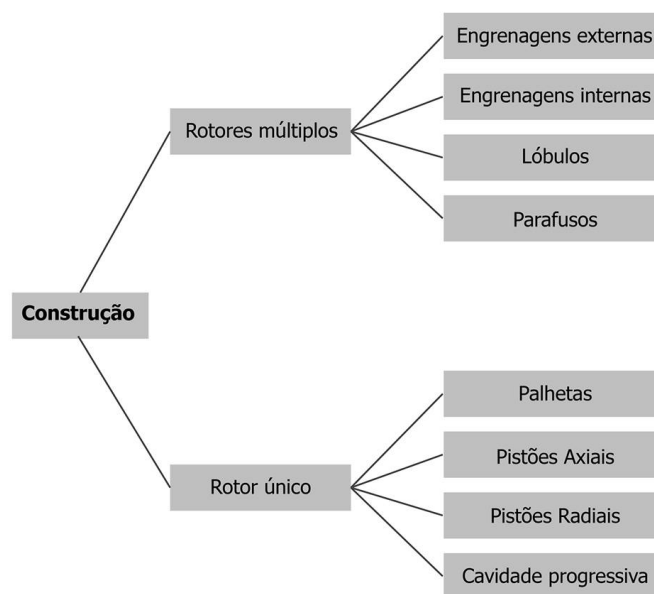 Engrenagens externas
Engrenagens internas
Rotores múltiplos
Lóbulos
Parafusos
Construção
Palhetas
Pistões Axiais
Rotor único
Pistões Radiais
Cavidade progressiva